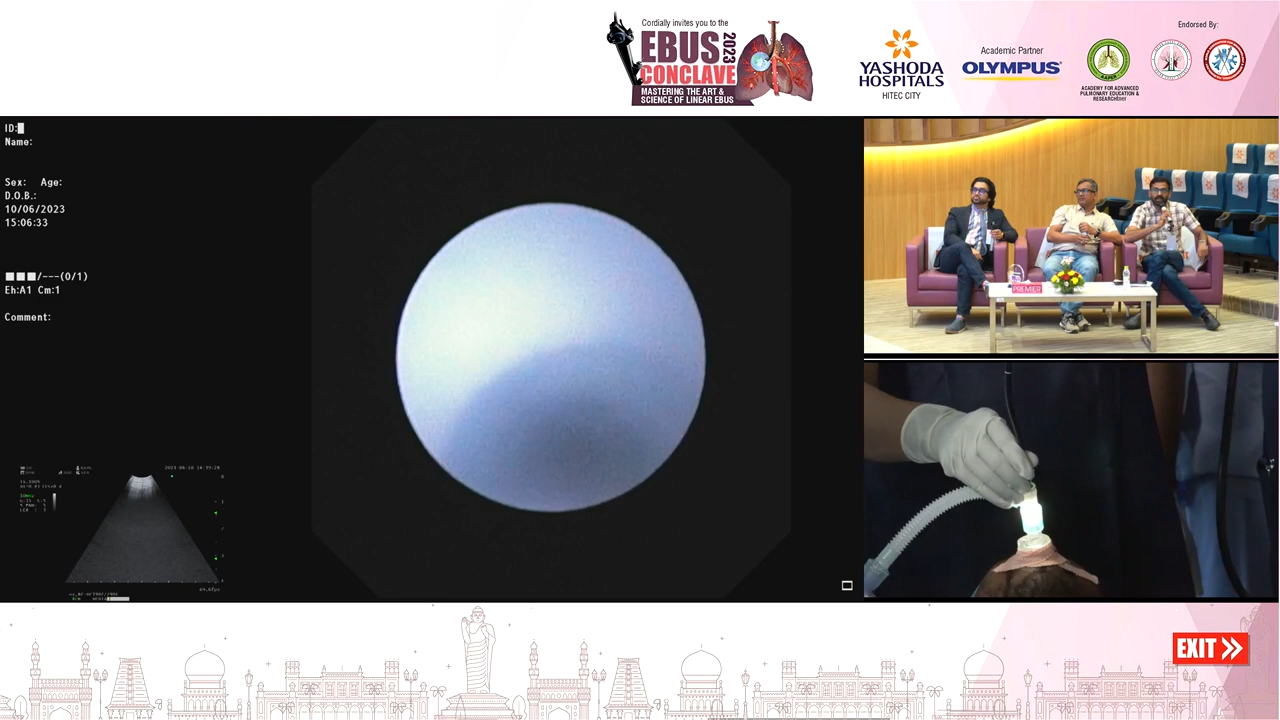 Cordially invites you to the
EBUS 2023
CONCLAVE
MASTERING THE ART &
SCIENCE OF LINEAR EBUS
YASHODA
HOSPITALS
HITEC CITY
Academic Partner
OLYMPUS
Endorsed By:
ACADEMY FOR ADVANCED
PULMONARY EDUCATION &
ID:
Name:
Sex: Age:
D.O.B.:
10/06/2023
15:06:33
■■■/---(0/1)
Eh:A1 Cm:1
Comment:
PREMIER
EXIT